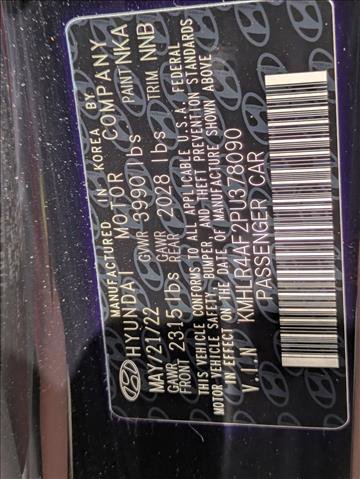 MANUFACTURED IN KOREA BY
HYUNDAI MOTOR COMPANY
MAY/21/22 GVWR 3990 lbs PAINT NKA
GAWR FRONT 2315 lbs GAWR REAR 2028 lbs TRIM NNB
THIS VEHICLE CONFORMS TO ALL APPLICABLE U.S.A. FEDERAL
MOTOR VEHICLE SAFETY, BUMPER, AND THEFT PREVENTION STANDARDS
IN EFFECT ON THE DATE OF MANUFACTURE SHOWN ABOVE
V.I.N KMHLR4AF2PU378090
PASSENGER CAR